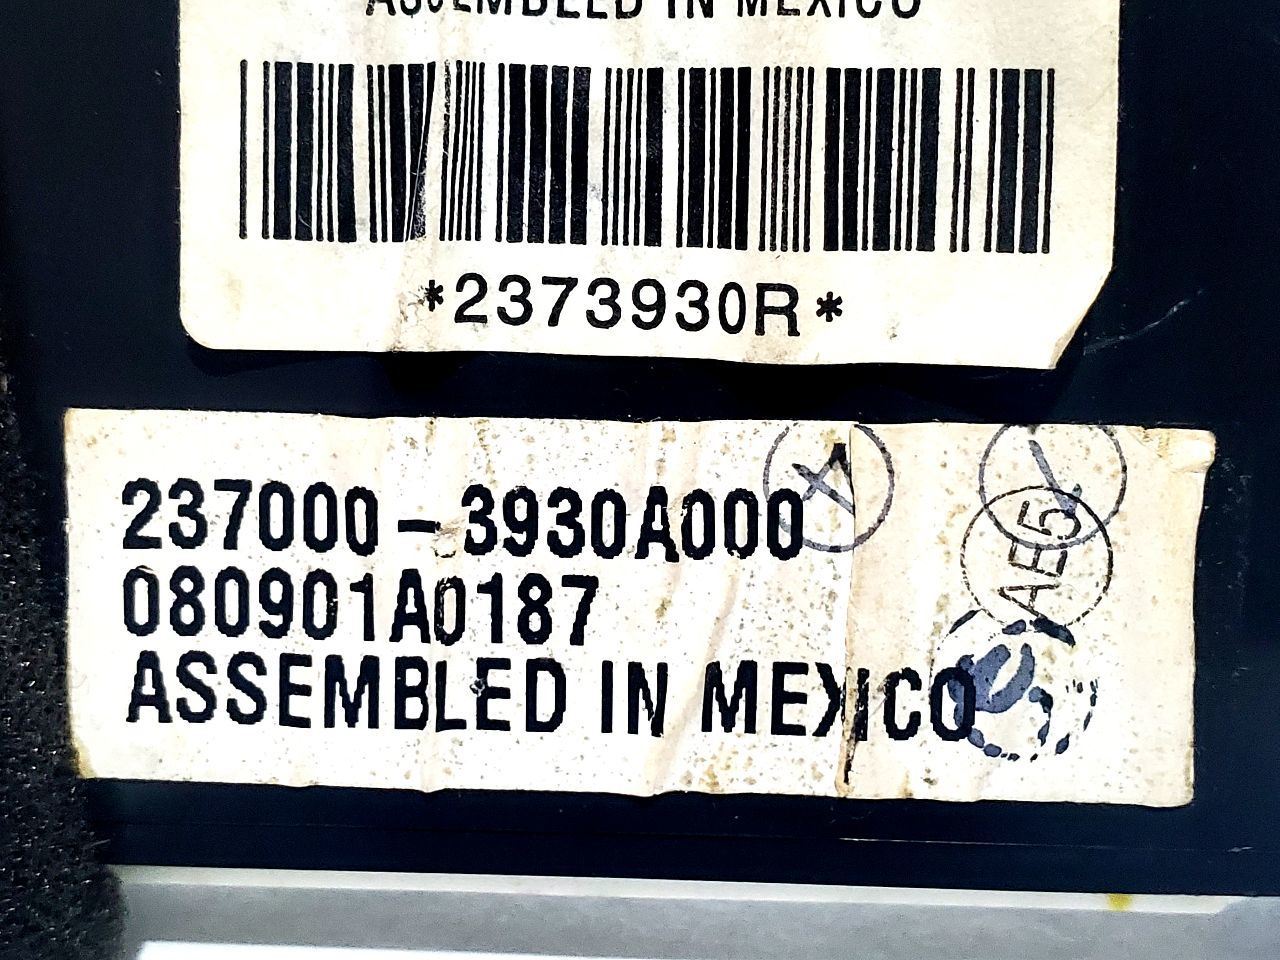 ASSEMBLED IN MEXICO
*2373930R*
237000-3930A000
080901A0187
ASSEMBLED IN MEXICO
AE5